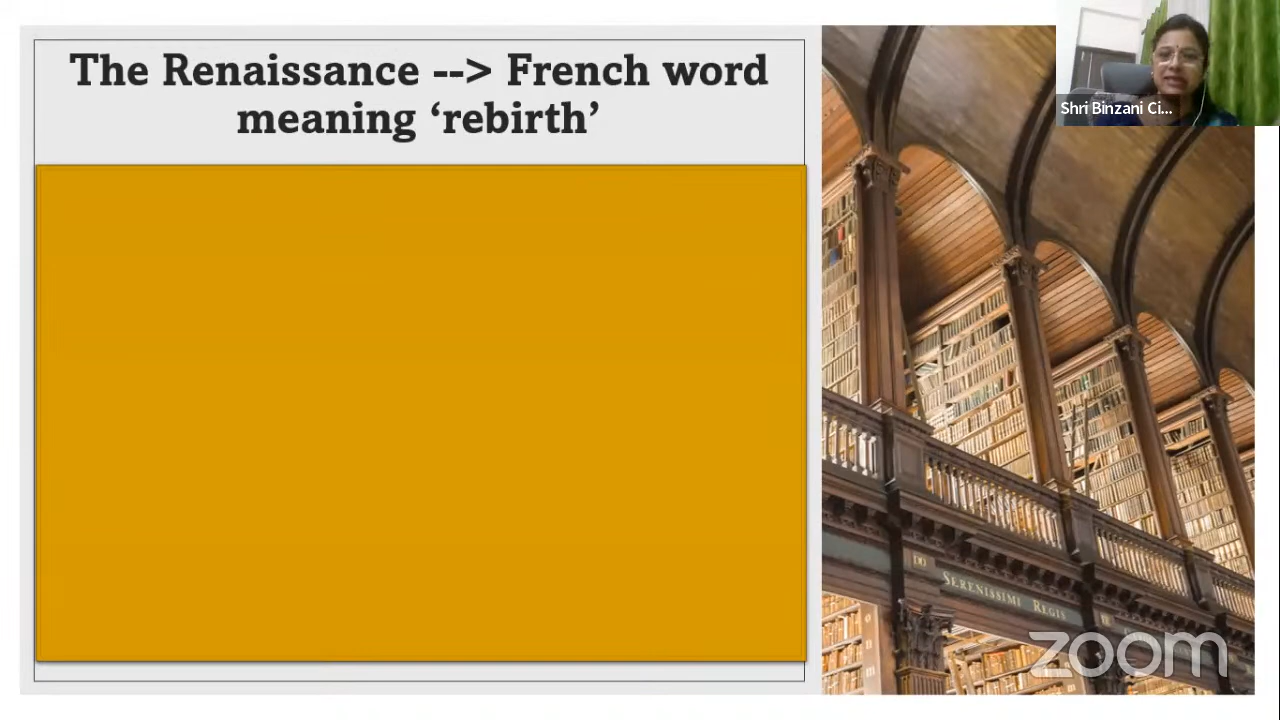 The Renaissance --> French word
meaning ‘rebirth’
Shri Binzani Ci...
SERENISSIMI REGIS
zoom